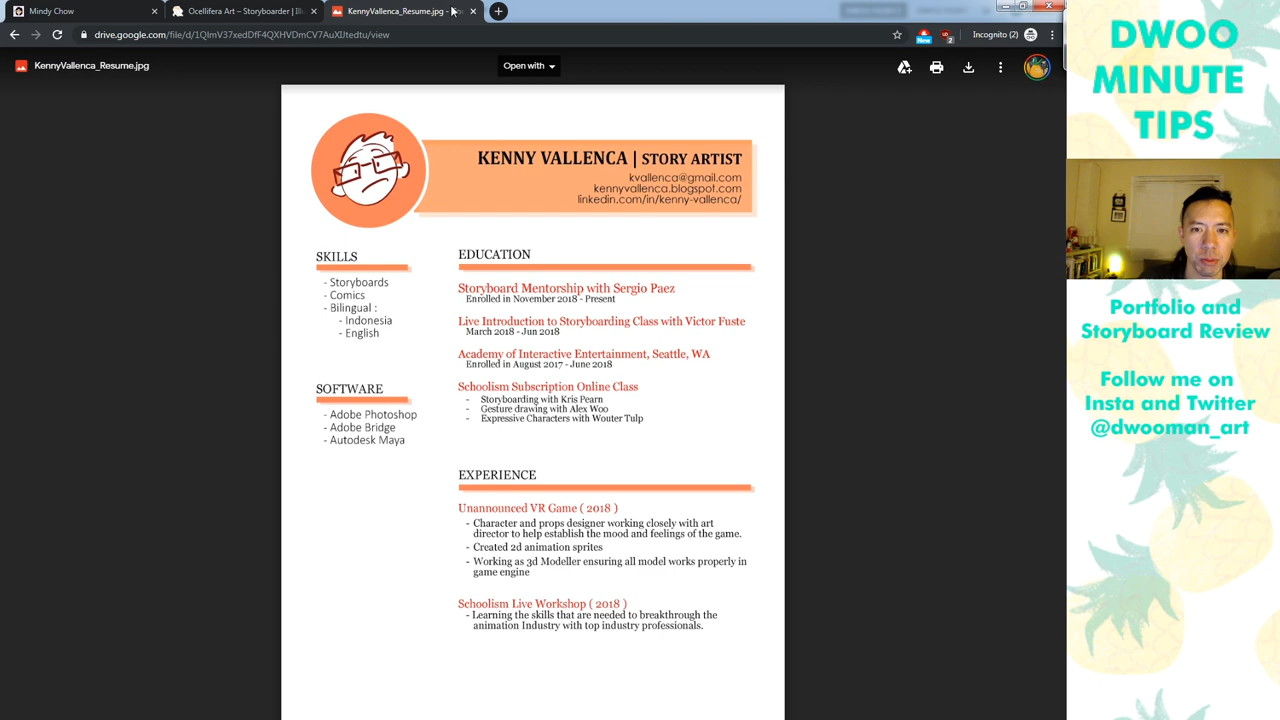 Mindy Chow
Ocellifera Art – Storyboarder | Ill
KennyVallenca_Resume.jpg -
drive.google.com/file/d/1QlmV37xedDfF4QXHVDmCV7AuXUtedtu/view
New
2
Incognito (2)
KennyVallenca_Resume.jpg
Open with
KENNY VALLENCA | STORY ARTIST
kvallenca@gmail.com
kennyvallenca.blogspot.com
linkedin.com/in/kenny-vallenca/
SKILLS
- Storyboards
- Comics
- Bilingual :
- Indonesia
- English
SOFTWARE
- Adobe Photoshop
- Adobe Bridge
- Autodesk Maya
EDUCATION
Storyboard Mentorship with Sergio Paez
Enrolled in November 2018 - Present
Live Introduction to Storyboarding Class with Victor Fuste
March 2018 - Jun 2018
Academy of Interactive Entertainment, Seattle, WA
Enrolled in August 2017 - June 2018
Schoolism Subscription Online Class
- Storyboarding with Kris Pearn
- Gesture drawing with Alex Woo
- Expressive Characters with Wouter Tulp
EXPERIENCE
Unannounced VR Game ( 2018 )
- Character and props designer working closely with art
director to help establish the mood and feelings of the game.
- Created 2d animation sprites
- Working as 3d Modeller ensuring all model works properly in
game engine
Schoolism Live Workshop ( 2018 )
- Learning the skills that are needed to breakthrough the
animation Industry with top industry professionals.
DWOO
MINUTE
TIPS
Portfolio and
Storyboard Review
Follow me on
Insta and Twitter
@dwooman_art